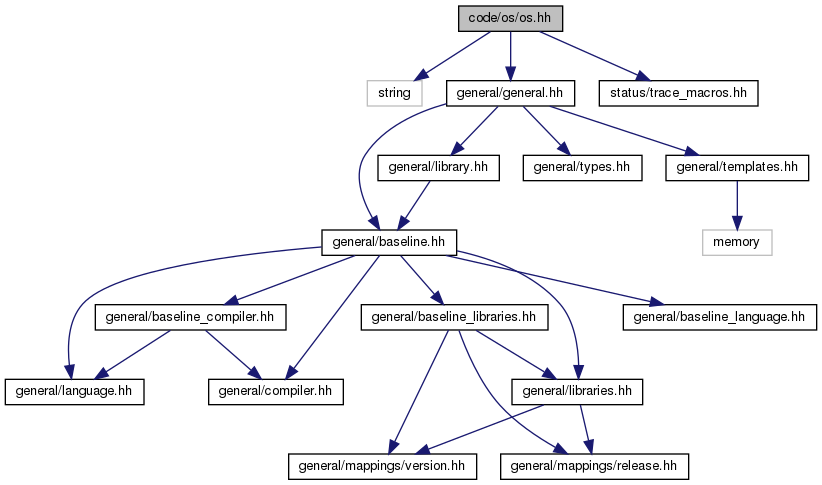 code/os/os.hh
string
general/general.hh
status/trace_macros.hh
general/library.hh
general/types.hh
general/templates.hh
general/baseline.hh
memory
general/baseline_compiler.hh
general/baseline_libraries.hh
general/baseline_language.hh
general/language.hh
general/compiler.hh
general/libraries.hh
general/mappings/version.hh
general/mappings/release.hh